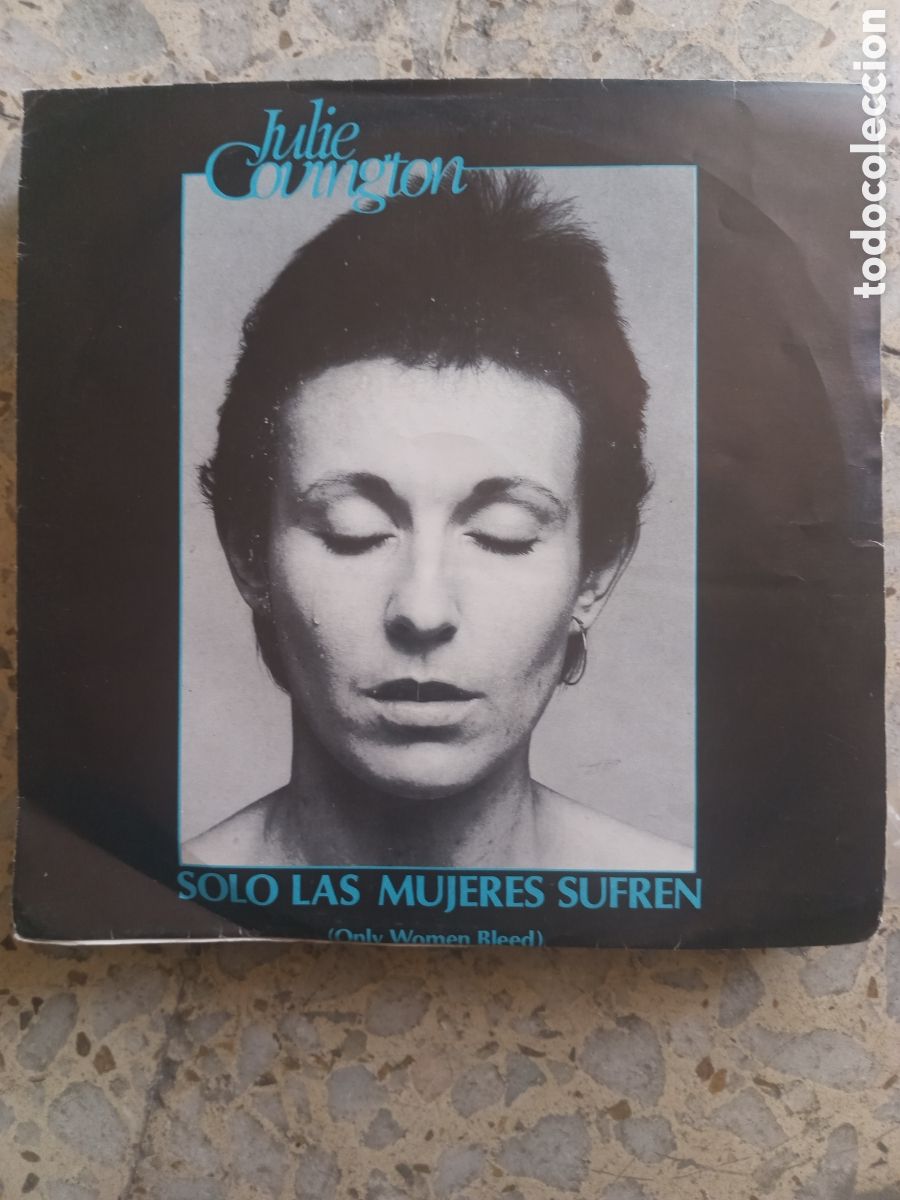 Julie
Covington
SOLO LAS MUJERES SUFREN
(Only Women Bleed)
todocoleccion